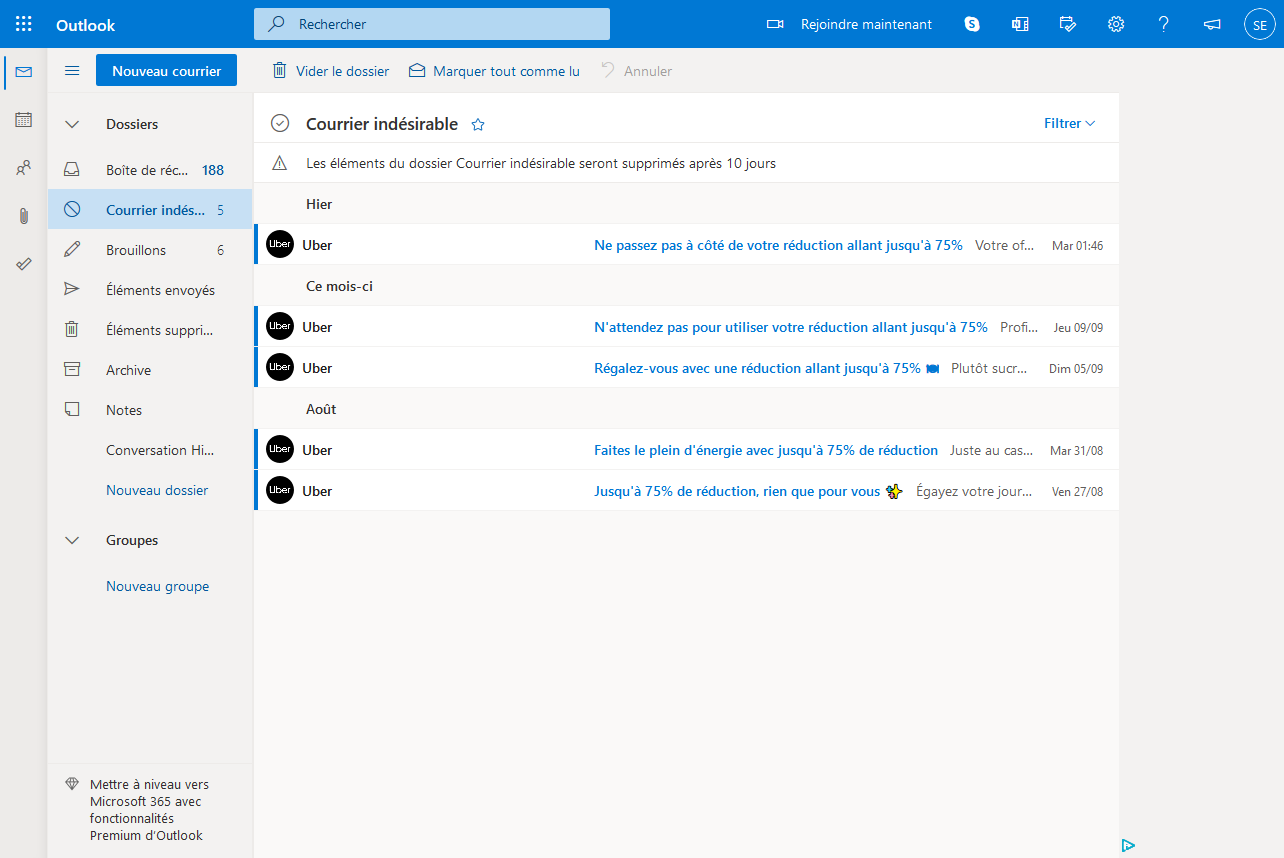 Outlook
Rechercher
Rejoindre maintenant
SE
Nouveau courrier
Vider le dossier
Marquer tout comme lu
Annuler
Dossiers
Boîte de réc... 188
Courrier indés... 5
Brouillons 6
Éléments envoyés
Éléments suppri...
Archive
Notes
Conversation Hi...
Nouveau dossier
Groupes
Nouveau groupe
Mettre à niveau vers
Microsoft 365 avec
fonctionnalités
Premium d'Outlook
Courrier indésirable
Filtrer
Les éléments du dossier Courrier indésirable seront supprimés après 10 jours
Hier
Uber Uber Ne passez pas à côté de votre réduction allant jusqu'à 75% Votre of... Mar 01:46
Ce mois-ci
Uber Uber N'attendez pas pour utiliser votre réduction allant jusqu'à 75% Profi... Jeu 09/09
Uber Uber Régalez-vous avec une réduction allant jusqu'à 75% 🍽 Plutôt sucr... Dim 05/09
Août
Uber Uber Faites le plein d'énergie avec jusqu'à 75% de réduction Juste au cas... Mar 31/08
Uber Uber Jusqu'à 75% de réduction, rien que pour vous ✨ Égayez votre jour... Ven 27/08